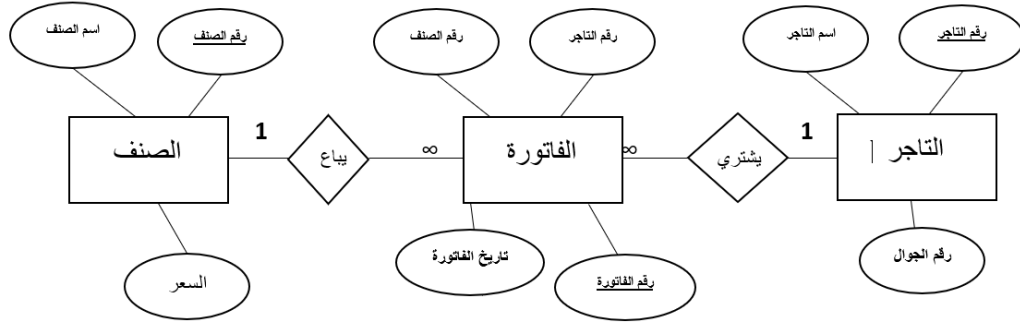 رقم التاجر
اسم التاجر
رقم التاجر
رقم الصنف
رقم الصنف
اسم الصنف
التاجر
1
يشتري
∞
الفاتورة
∞
يباع
1
الصنف
رقم الجوال
رقم الفاتورة
تاريخ الفاتورة
السعر